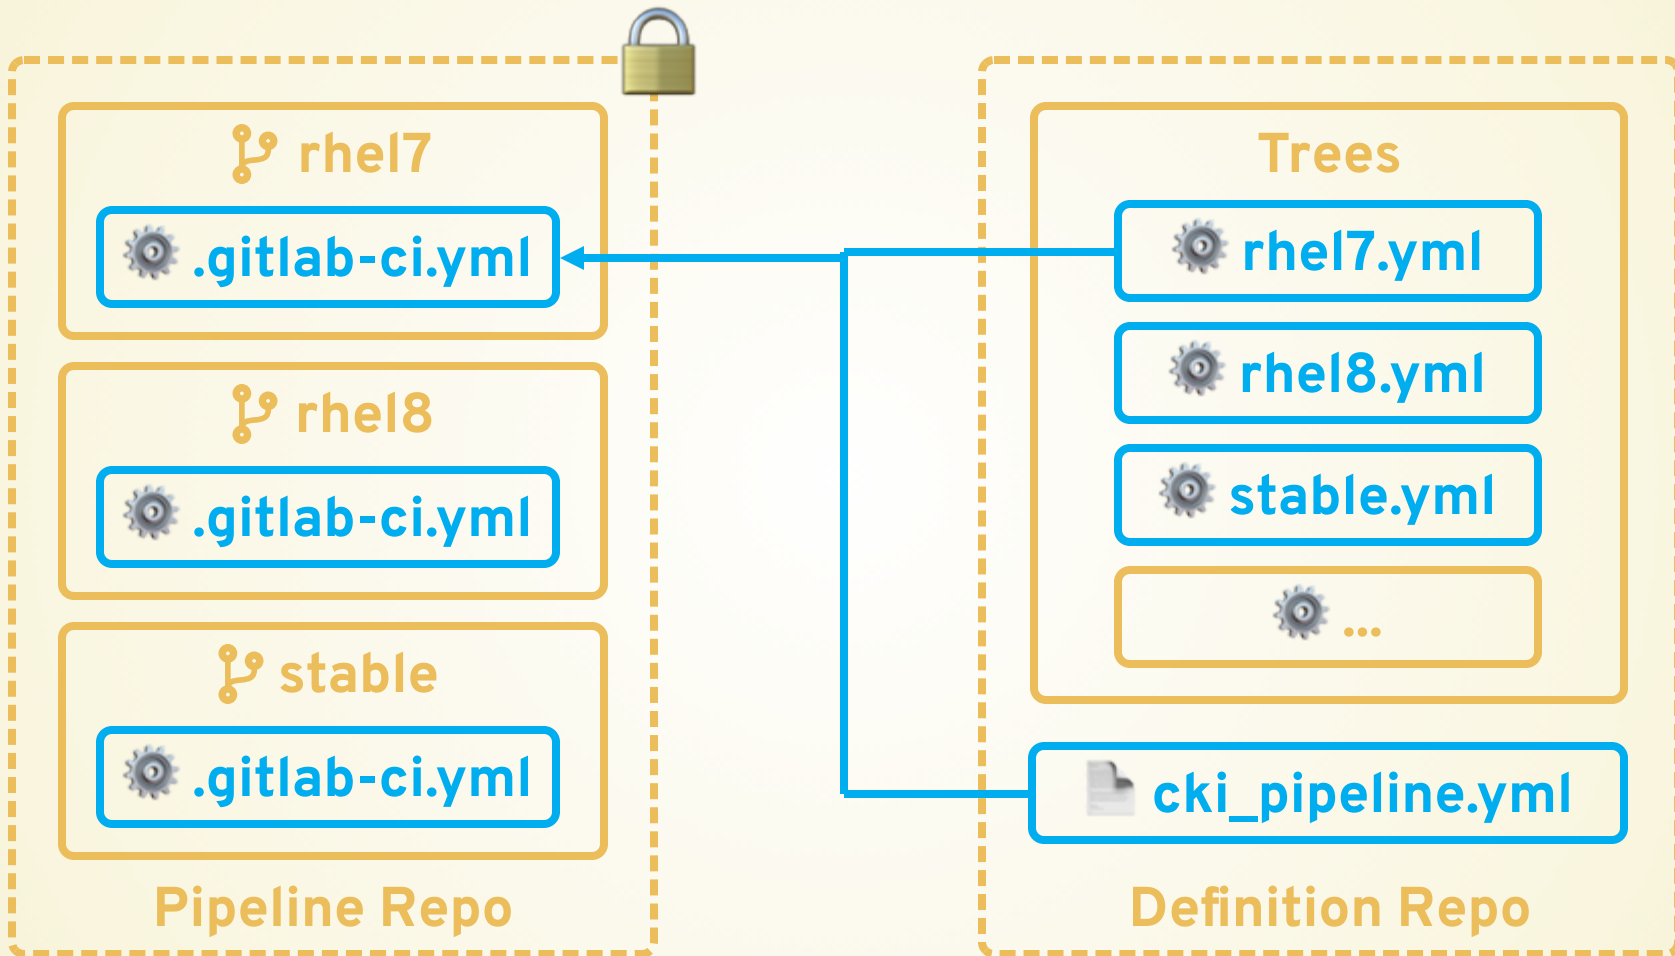 rhel7
.gitlab-ci.yml
rhel8
.gitlab-ci.yml
stable
.gitlab-ci.yml
Pipeline Repo
Trees
rhel7.yml
rhel8.yml
stable.yml
...
cki_pipeline.yml
Definition Repo